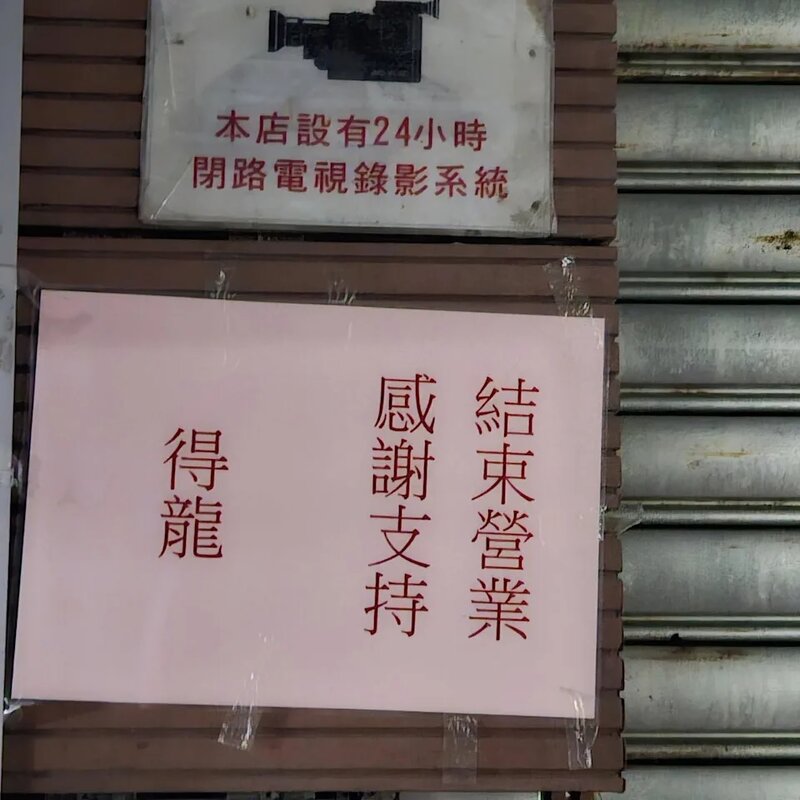 本店設有24小時
閉路電視錄影系統
結束營業
感謝支持
得龍